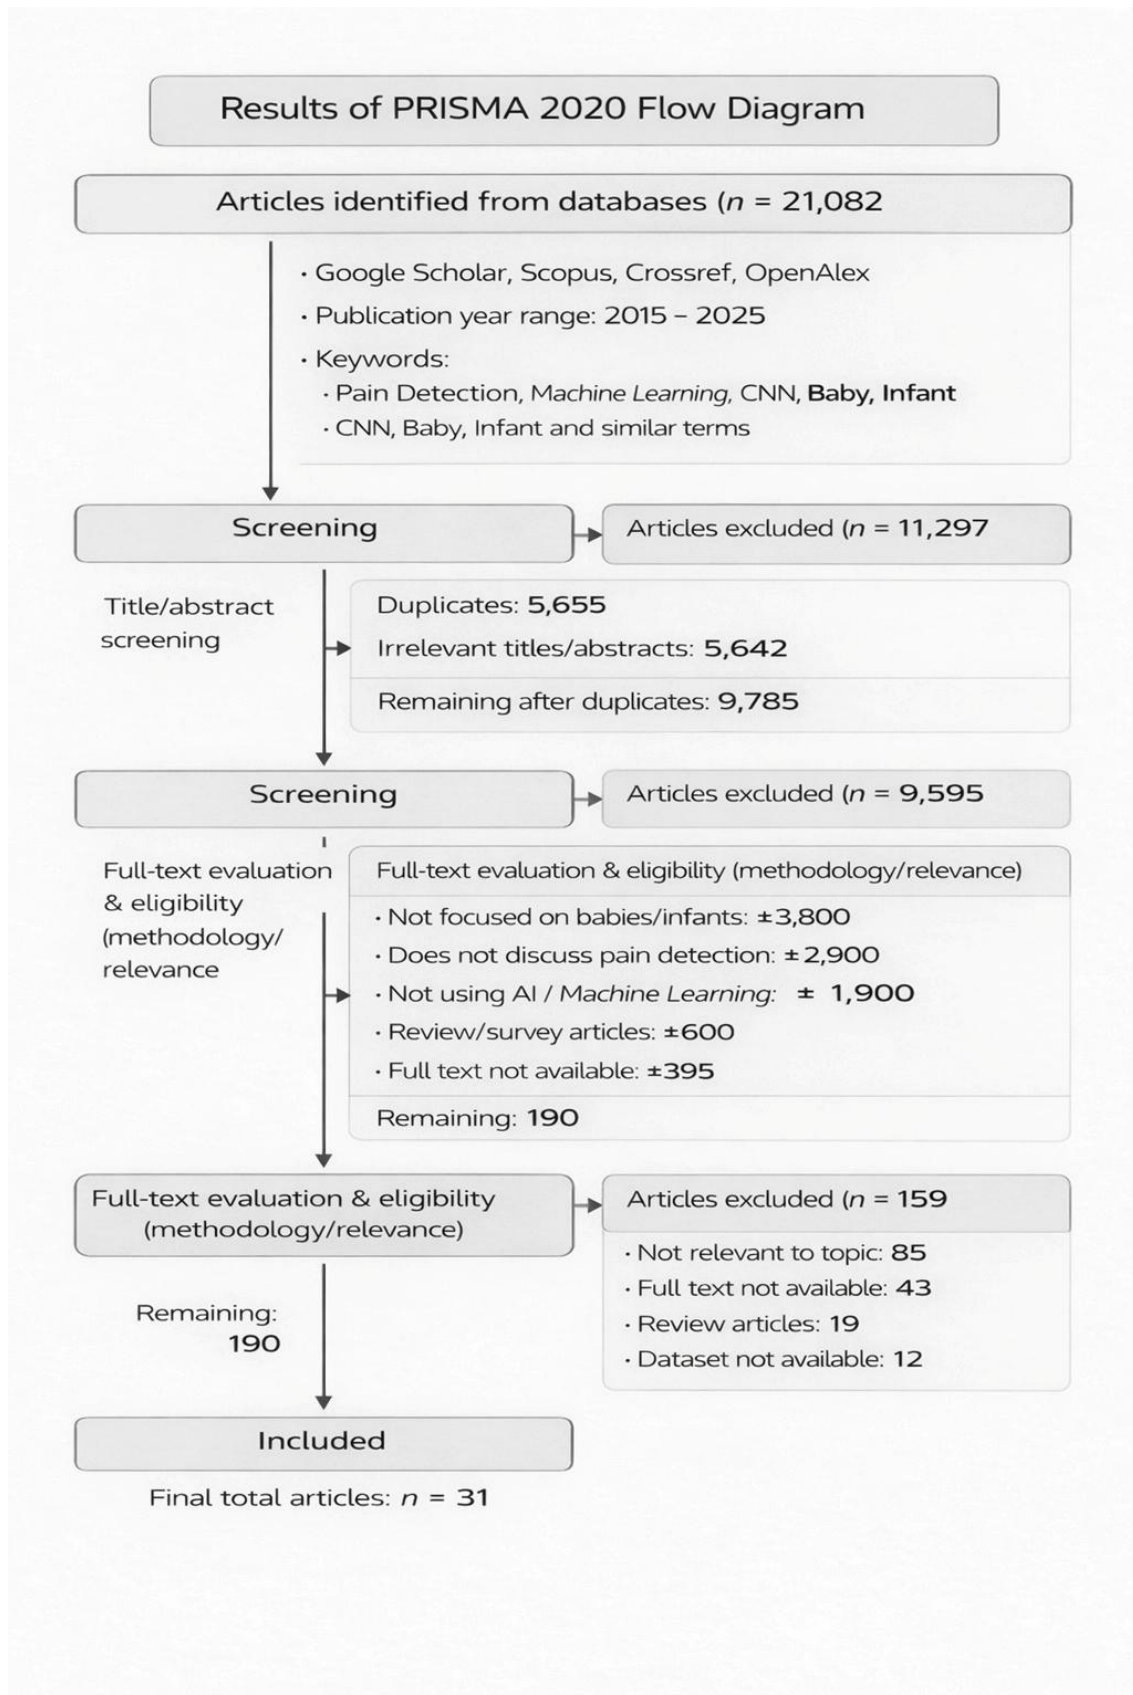 Results of PRISMA 2020 Flow Diagram
Articles identified from databases (n = 21,082
· Google Scholar, Scopus, Crossref, OpenAlex
· Publication year range: 2015 – 2025
· Keywords:
· Pain Detection, Machine Learning, CNN, Baby, Infant
· CNN, Baby, Infant and similar terms
Screening
Articles excluded (n = 11,297
Title/abstract
screening
Duplicates: 5,655
Irrelevant titles/abstracts: 5,642
Remaining after duplicates: 9,785
Screening
Articles excluded (n = 9,595
Full-text evaluation
& eligibility
(methodology/
relevance
Full-text evaluation & eligibility (methodology/relevance)
· Not focused on babies/infants: ±3,800
· Does not discuss pain detection: ±2,900
· Not using AI / Machine Learning: ± 1,900
· Review/survey articles: ±600
· Full text not available: ±395
Remaining: 190
Full-text evaluation & eligibility
(methodology/relevance)
Articles excluded (n = 159
· Not relevant to topic: 85
· Full text not available: 43
· Review articles: 19
· Dataset not available: 12
Remaining:
190
Included
Final total articles: n = 31